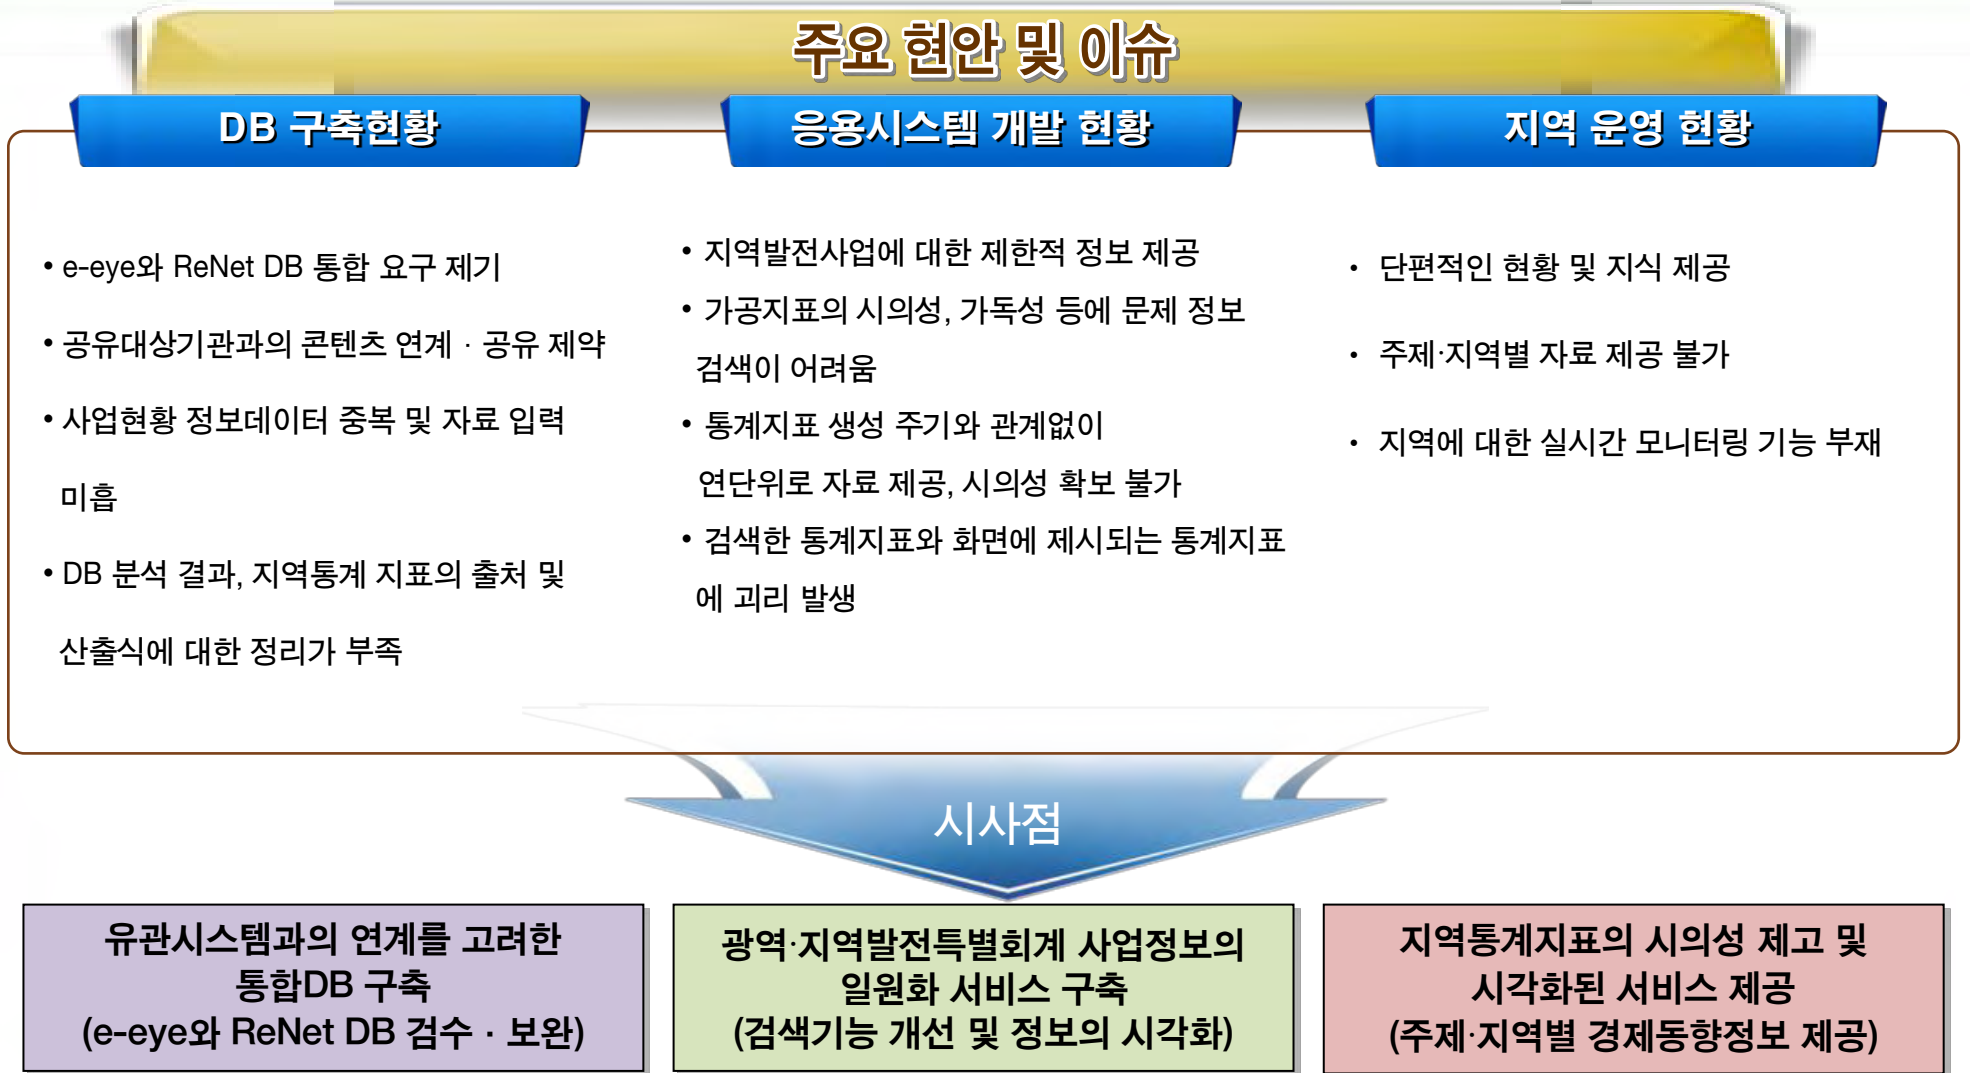 주요 현안 및 이슈
DB 구축현황
• e-eye와 ReNet DB 통합 요구 제기
• 공유대상기관과의 콘텐츠 연계 · 공유 제약
• 사업현황 정보데이터 중복 및 자료 입력
미흡
• DB 분석 결과, 지역통계 지표의 출처 및
산출식에 대한 정리가 부족
응용시스템 개발 현황
• 지역발전사업에 대한 제한적 정보 제공
• 가공지표의 시의성, 가독성 등에 문제 정보
검색이 어려움
• 통계지표 생성 주기와 관계없이
연단위로 자료 제공, 시의성 확보 불가
• 검색한 통계지표와 화면에 제시되는 통계지표
에 괴리 발생
지역 운영 현황
• 단편적인 현황 및 지식 제공
• 주제·지역별 자료 제공 불가
• 지역에 대한 실시간 모니터링 기능 부재
시사점
유관시스템과의 연계를 고려한
통합DB 구축
(e-eye와 ReNet DB 검수 · 보완)
광역·지역발전특별회계 사업정보의
일원화 서비스 구축
(검색기능 개선 및 정보의 시각화)
지역통계지표의 시의성 제고 및
시각화된 서비스 제공
(주제·지역별 경제동향정보 제공)